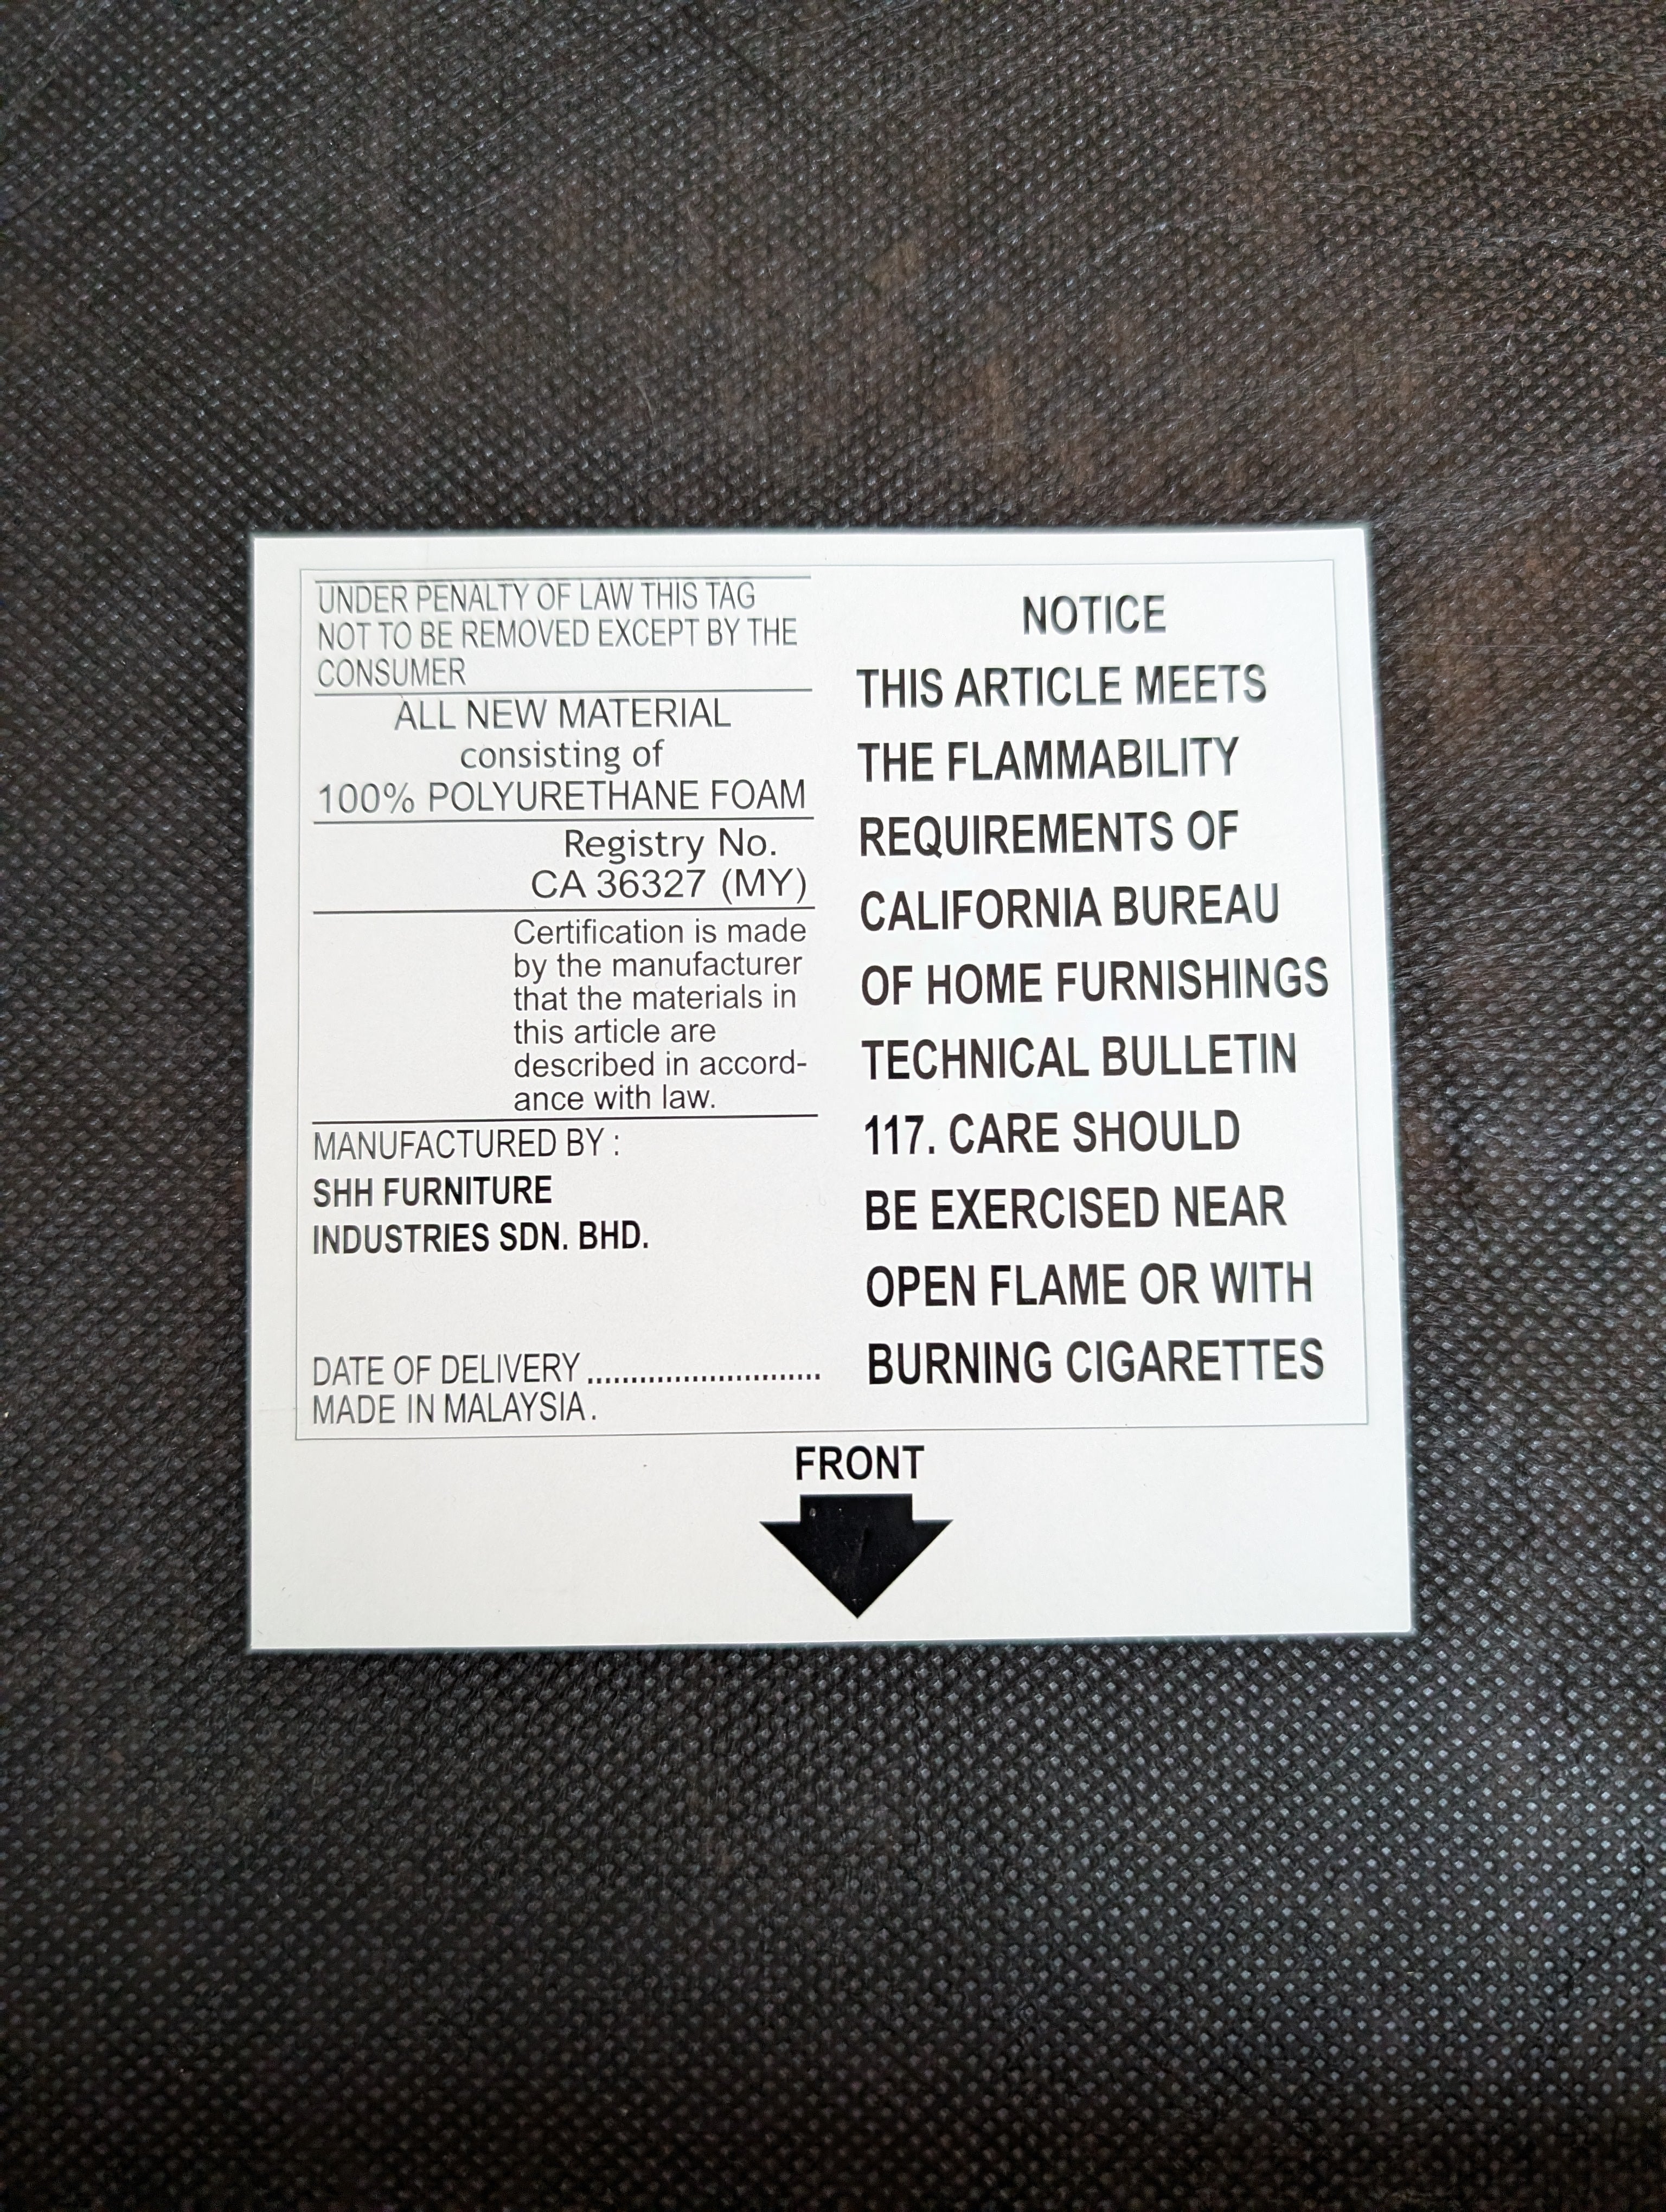 UNDER PENALTY OF LAW THIS TAG
NOT TO BE REMOVED EXCEPT BY THE
CONSUMER
ALL NEW MATERIAL
consisting of
100% POLYURETHANE FOAM
Registry No.
CA 36327 (MY)
Certification is made
by the manufacturer
that the materials in
this article are
described in accord-
ance with law.
MANUFACTURED BY :
SHH FURNITURE
INDUSTRIES SDN. BHD.
DATE OF DELIVERY ...........................
MADE IN MALAYSIA .
NOTICE
THIS ARTICLE MEETS
THE FLAMMABILITY
REQUIREMENTS OF
CALIFORNIA BUREAU
OF HOME FURNISHINGS
TECHNICAL BULLETIN
117. CARE SHOULD
BE EXERCISED NEAR
OPEN FLAME OR WITH
BURNING CIGARETTES
FRONT